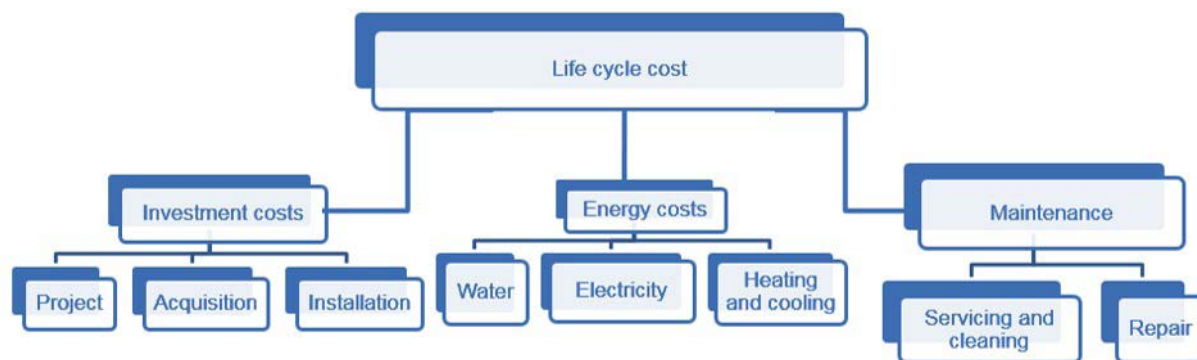 Life cycle cost
Investment costs
Energy costs
Maintenance
Project
Acquisition
Installation
Water
Electricity
Heating
and cooling
Servicing and
cleaning
Repair